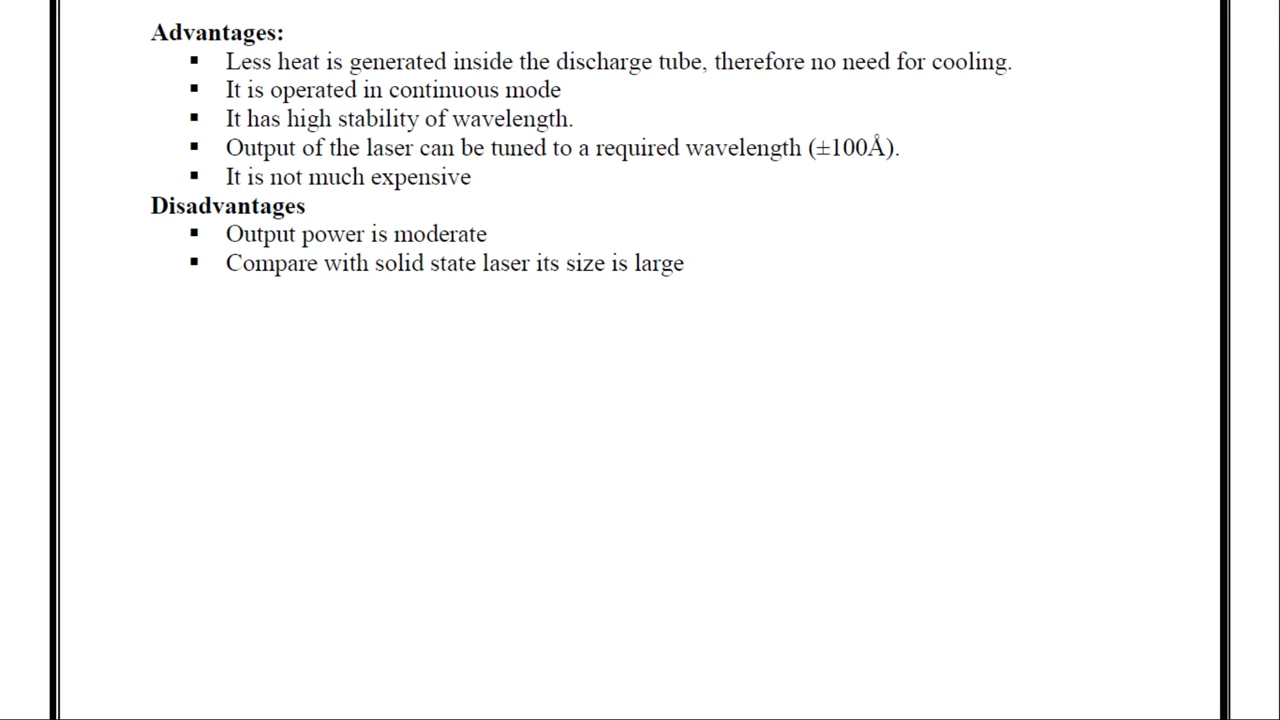 Advantages:
▪ Less heat is generated inside the discharge tube, therefore no need for cooling.
▪ It is operated in continuous mode
▪ It has high stability of wavelength.
▪ Output of the laser can be tuned to a required wavelength (±100Å).
▪ It is not much expensive
Disadvantages
▪ Output power is moderate
▪ Compare with solid state laser its size is large